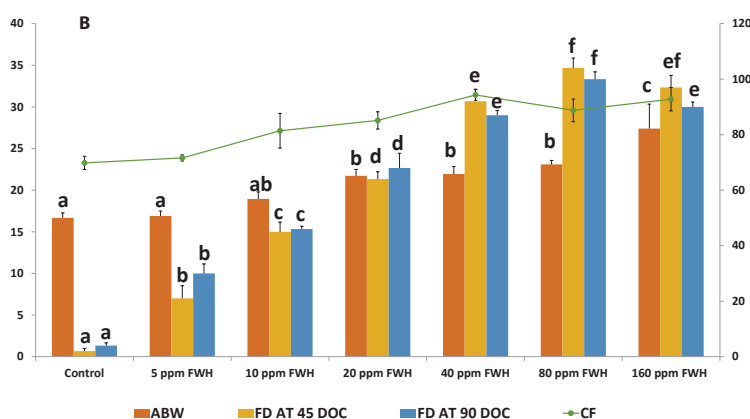 B
40 120
35 100
30
25 80
20 60
15 40
10
5 20
0 0
a a a
a b b
ab c c
b d d
b e e
b f f
c ef e
Control 5 ppm FWH 10 ppm FWH 20 ppm FWH 40 ppm FWH 80 ppm FWH 160 ppm FWH
ABW FD AT 45 DOC FD AT 90 DOC CF